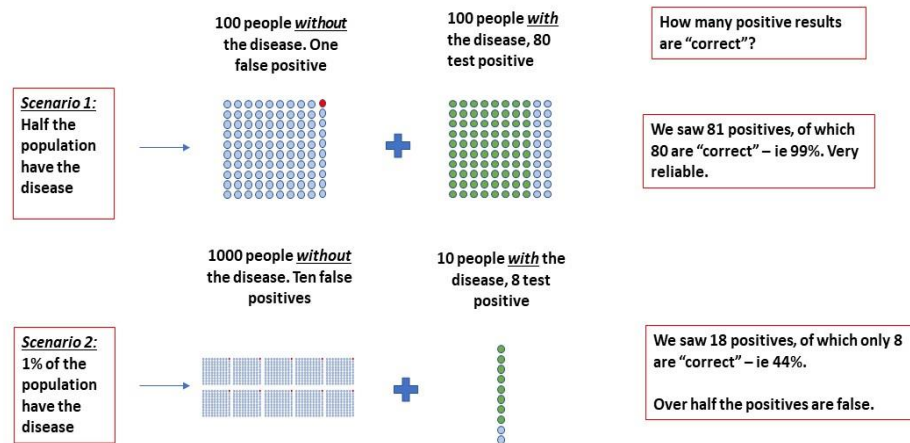 100 people without
the disease. One
false positive
100 people with
the disease, 80
test positive
How many positive results
are “correct”?
Scenario 1:
Half the
population
have the
disease
We saw 81 positives, of which
80 are “correct” – ie 99%. Very
reliable.
1000 people without
the disease. Ten false
positives
10 people with the
disease, 8 test
positive
Scenario 2:
1% of the
population
have the
disease
We saw 18 positives, of which only 8
are “correct” – ie 44%.
Over half the positives are false.